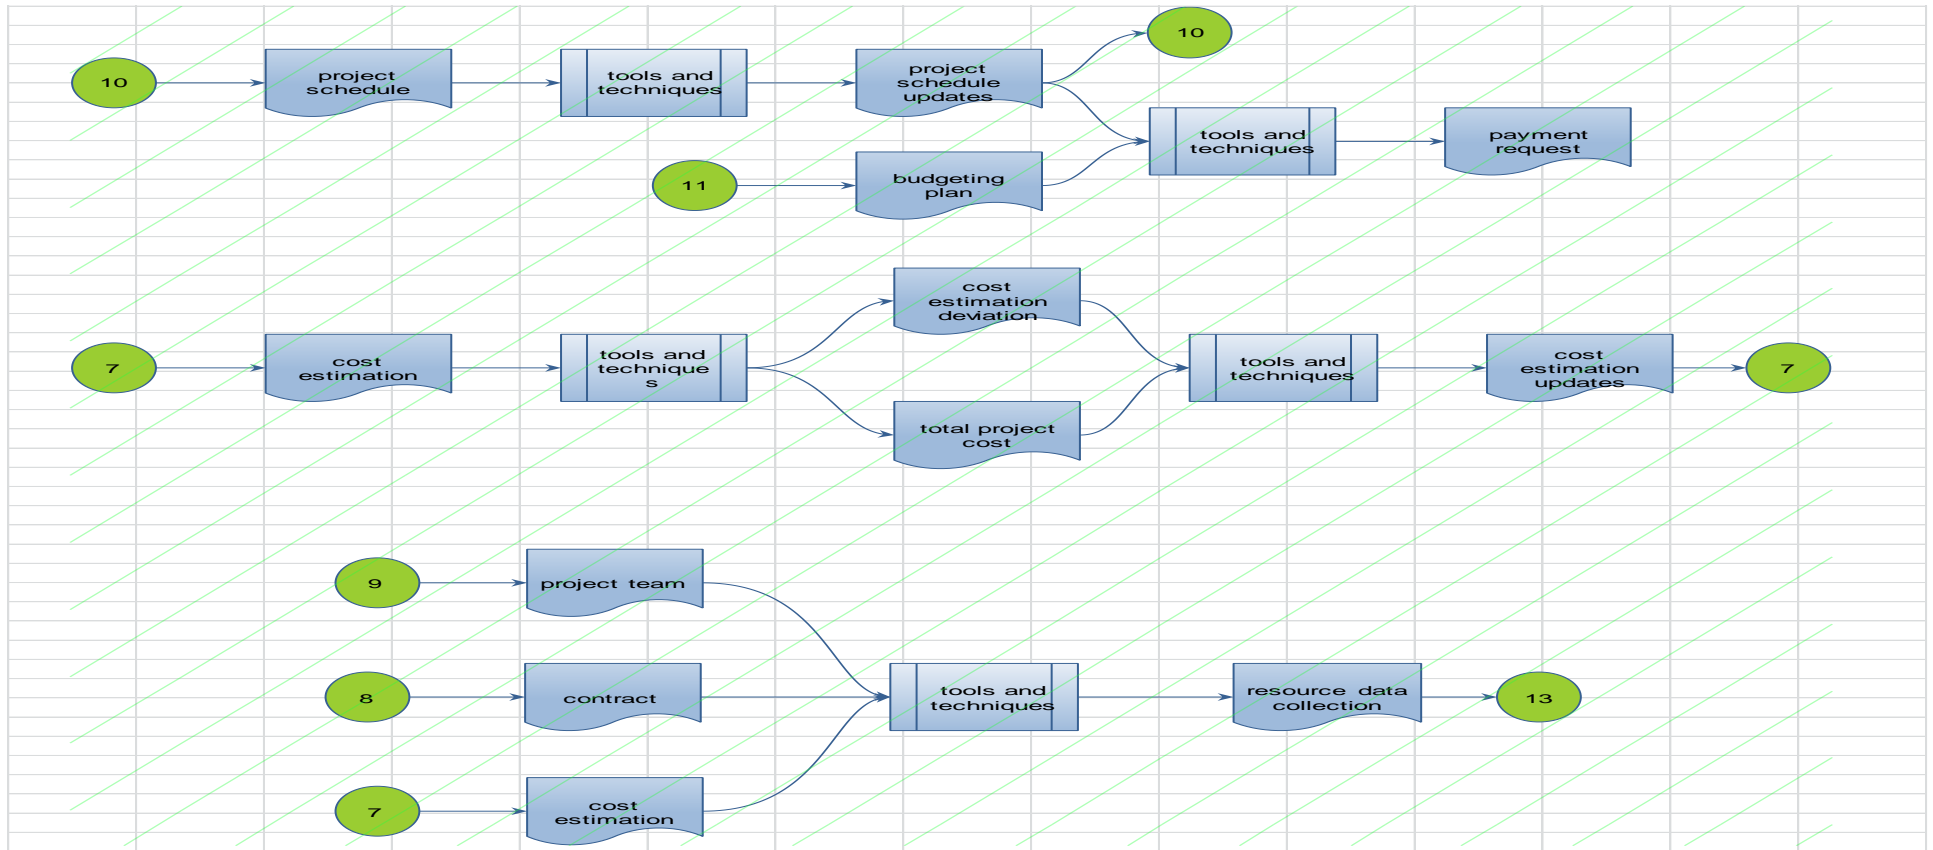 10
project
schedule
tools and
techniques
project
schedule
updates
10
11
budgeting
plan
tools and
techniques
payment
request
7
cost
estimation
tools and
technique
s
cost
estimation
deviation
total project
cost
tools and
techniques
cost
estimation
updates
7
9
project team
8
contract
7
cost
estimation
tools and
techniques
resource data
collection
13